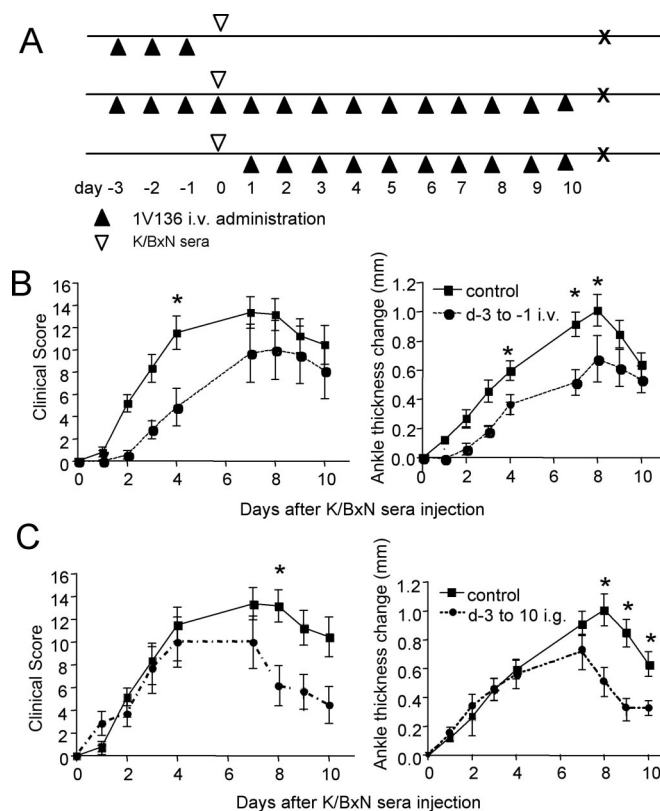 A
X
X
X
day -3 -2 -1 0 1 2 3 4 5 6 7 8 9 10
▲ 1V136 i.v. administration
▽ K/BxN sera
B
Clinical Score
16
14
12
10
8
6
4
2
0
*
0 2 4 6 8 10
Ankle thickness change (mm)
1.2
1.0
0.8
0.6
0.4
0.2
0.0
control
d-3 to -1 i.v.
* * *
0 2 4 6 8 10
Days after K/BxN sera injection
C
Clinical Score
16
14
12
10
8
6
4
2
0
*
0 2 4 6 8 10
Ankle thickness change (mm)
1.2
1.0
0.8
0.6
0.4
0.2
0.0
control
d-3 to 10 i.g.
* * *
0 2 4 6 8 10
Days after K/BxN sera injection